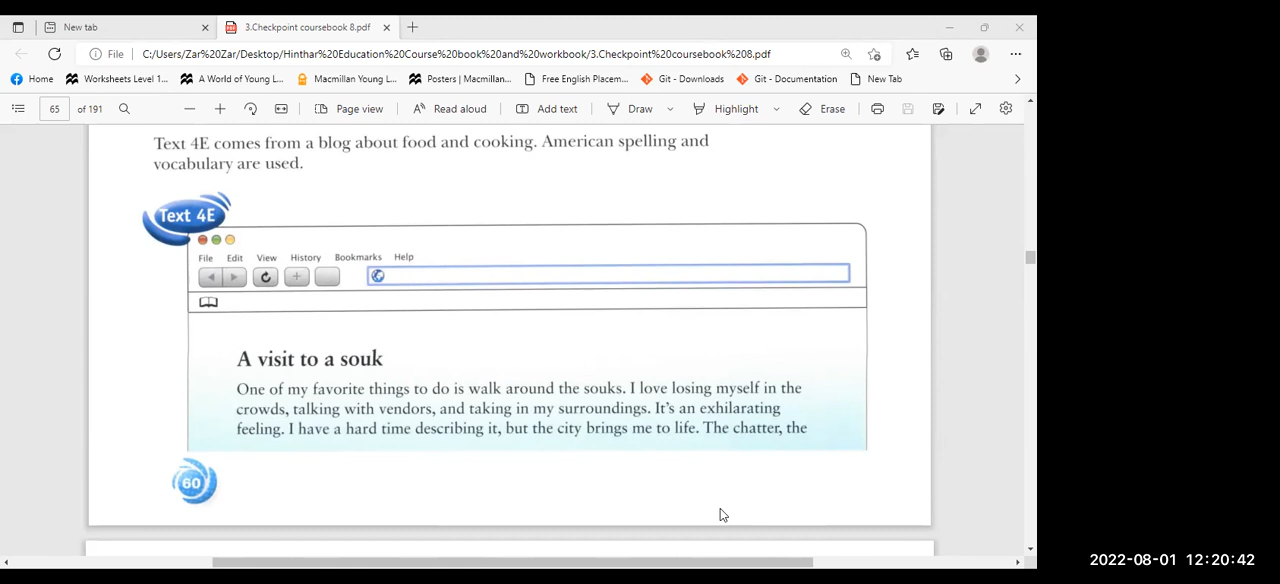 New tab
3.Checkpoint coursebook 8.pdf
File
C:/Users/Zar%20Zar/Desktop/Hinthar%20Education%20Course%20book%20and%20workbook/3.Checkpoint%20coursebook%208.pdf
Home
Worksheets Level 1...
A World of Young L...
Macmillan Young L...
Posters | Macmillan...
Free English Placem...
Git - Downloads
Git - Documentation
New Tab
65
of 191
Page view
Read aloud
Add text
Draw
Highlight
Erase
Text 4E comes from a blog about food and cooking. American spelling and
vocabulary are used.
Text 4E
File Edit View History Bookmarks Help
A visit to a souk
One of my favorite things to do is walk around the souks. I love losing myself in the
crowds, talking with vendors, and taking in my surroundings. It's an exhilarating
feeling. I have a hard time describing it, but the city brings me to life. The chatter, the
60
2022-08-01 12:20:42